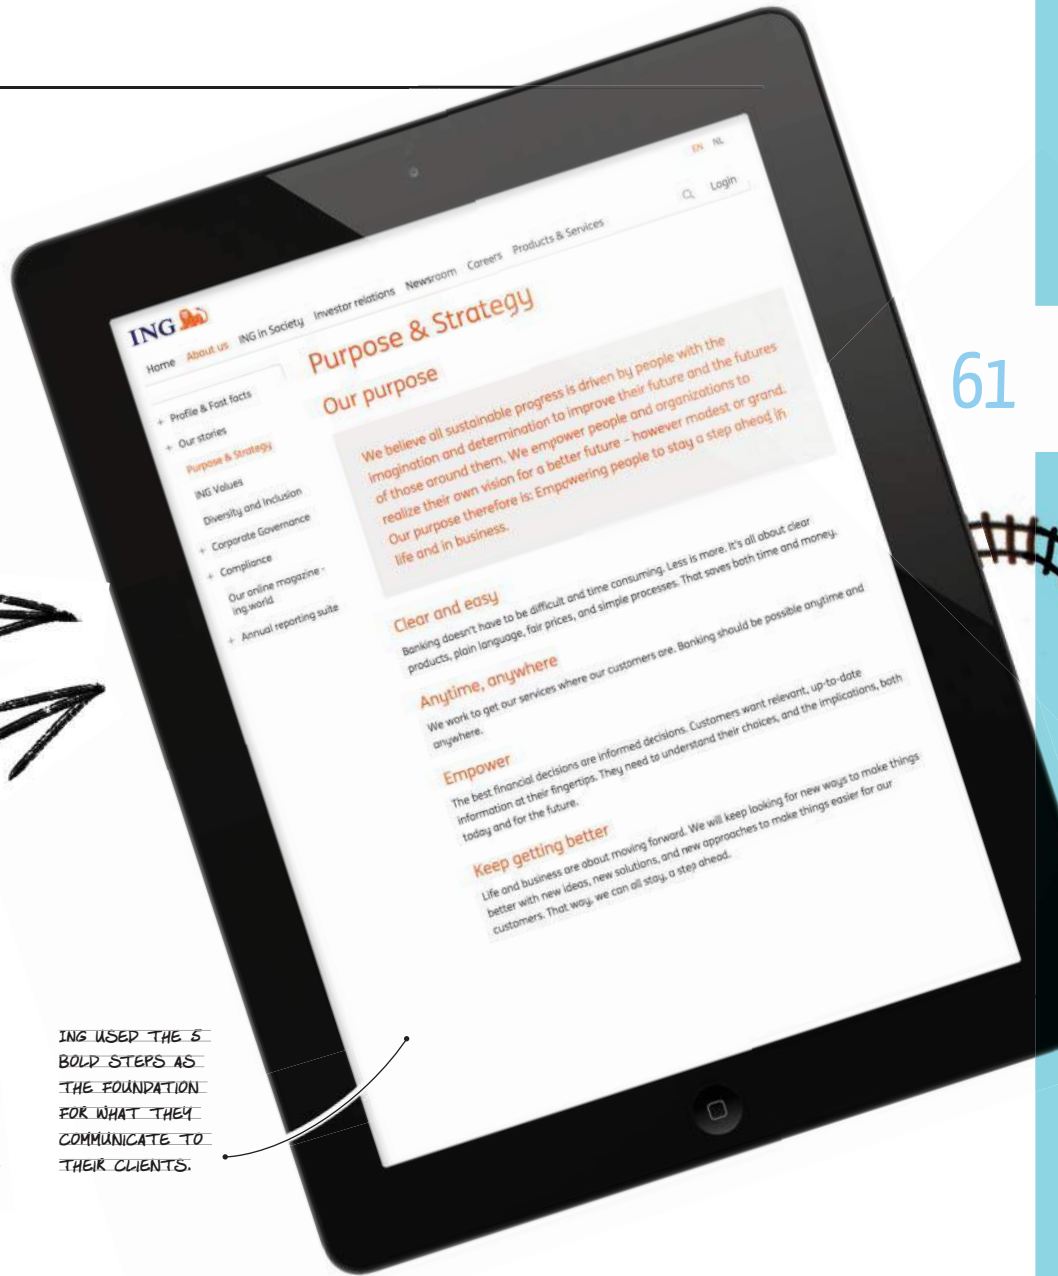 EN NL
Login
ING
Home About us ING in Society Investor relations Newsroom Careers Products & Services
+ Profile & Fast facts
+ Our stories
Purpose & Strategy
ING Values
Diversity and Inclusion
+ Corporate Governance
+ Compliance
Our online magazine -
ing.world
+ Annual reporting suite
Purpose & Strategy
Our purpose
We believe all sustainable progress is driven by people with the
imagination and determination to improve their future and the futures
of those around them. We empower people and organizations to
realize their own vision for a better future – however modest or grand.
Our purpose therefore is: Empowering people to stay a step ahead in
life and in business.
Clear and easy
Banking doesn't have to be difficult and time consuming. Less is more. It's all about clear
products, plain language, fair prices, and simple processes. That saves both time and money.
Anytime, anywhere
We work to get our services where our customers are. Banking should be possible anytime and
anywhere.
Empower
The best financial decisions are informed decisions. Customers want relevant, up-to-date
information at their fingertips. They need to understand their choices, and the implications, both
today and for the future.
Keep getting better
Life and business are about moving forward. We will keep looking for new ways to make things
better with new ideas, new solutions, and new approaches to make things easier for our
customers. That way, we can all stay, a step ahead.
61
ING USED THE 5
BOLD STEPS AS
THE FOUNDATION
FOR WHAT THEY
COMMUNICATE TO
THEIR CLIENTS.